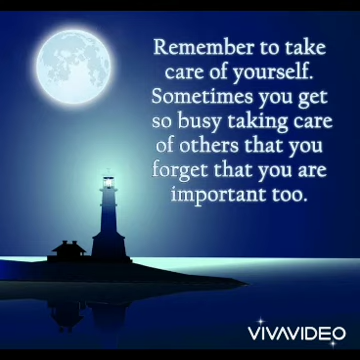 Remember to take
care of yourself.
Sometimes you get
so busy taking care
of others that you
forget that you are
important too.
VIVAVIDEO